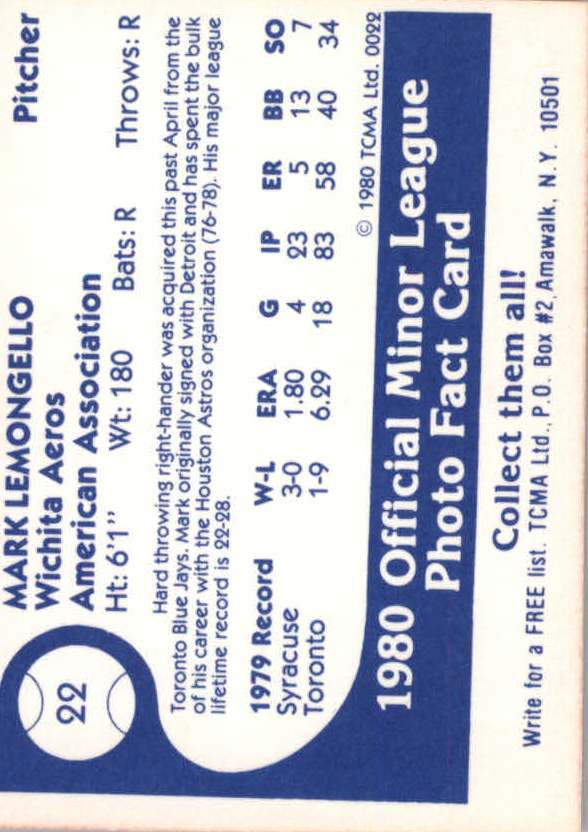 22
MARK LEMONGELLO Pitcher
Wichita Aeros
American Association
Ht: 6'1" Wt: 180 Bats: R Throws: R
Hard throwing right-hander was acquired this past April from the
Toronto Blue Jays. Mark originally signed with Detroit and has spent the bulk
of his career with the Houston Astros organization (76-78). His major league
lifetime record is 22-28.
1979 Record W-L ERA G IP ER BB SO
Syracuse 3-0 1.80 4 23 5 13 7
Toronto 1-9 6.29 18 83 58 40 34
© 1980 TCMA Ltd. 0022
1980 Official Minor League
Photo Fact Card
Collect them all!
Write for a FREE list. TCMA Ltd., P.O. Box #2, Amawalk, N.Y. 10501